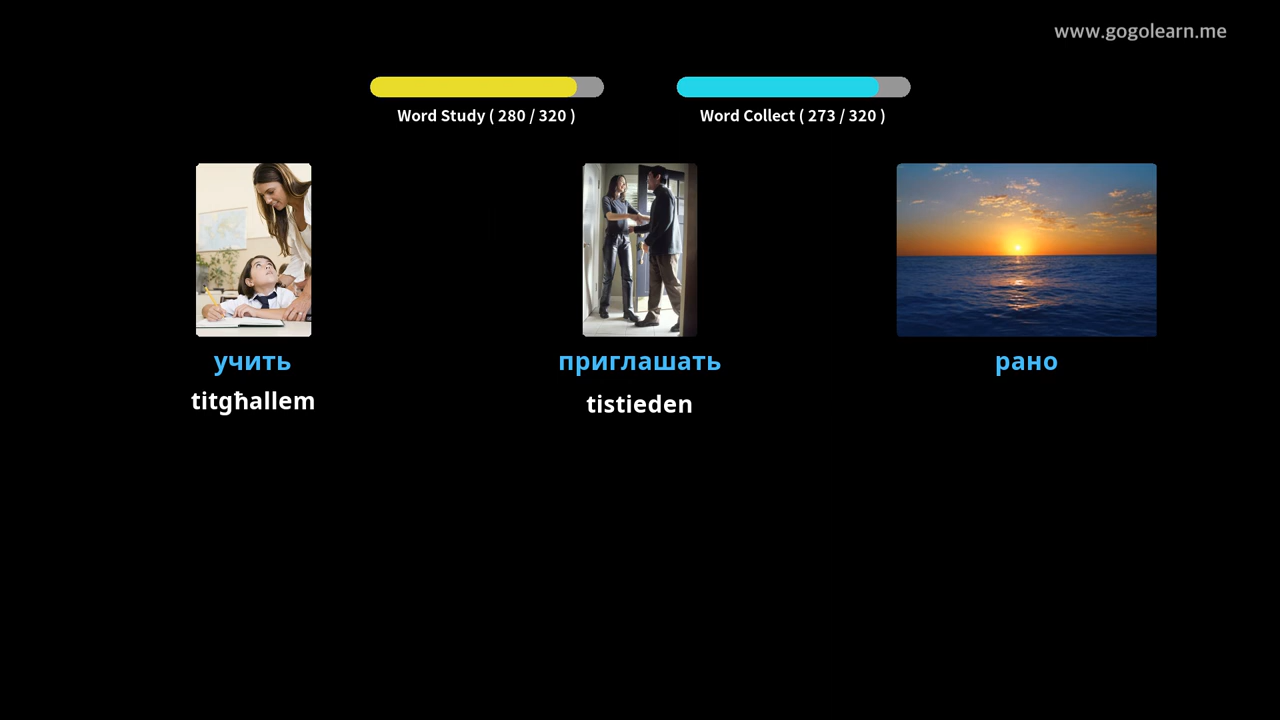 www.gogolearn.me
Word Study ( 280 / 320 )
Word Collect ( 273 / 320 )
учить
приглашать
рано
titgħallem
tistieden